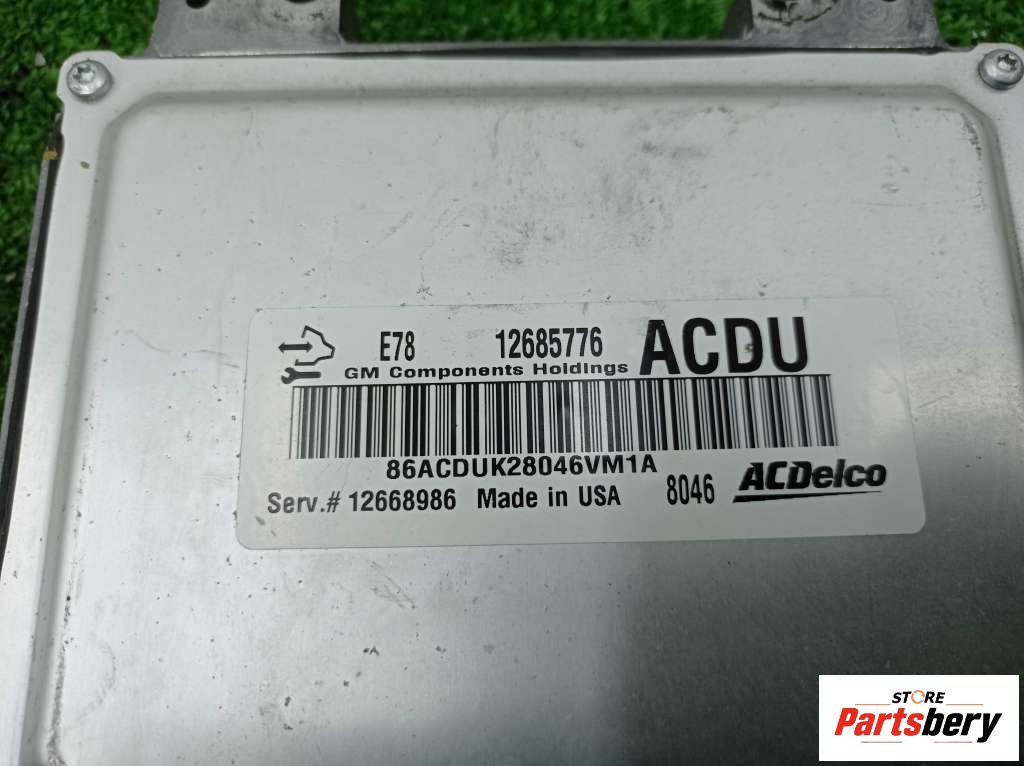 E78 12685776 ACDU
GM Components Holdings
86ACDUK28046VM1A
Serv.# 12668986 Made in USA 8046 ACDelco
STORE
Partsbery